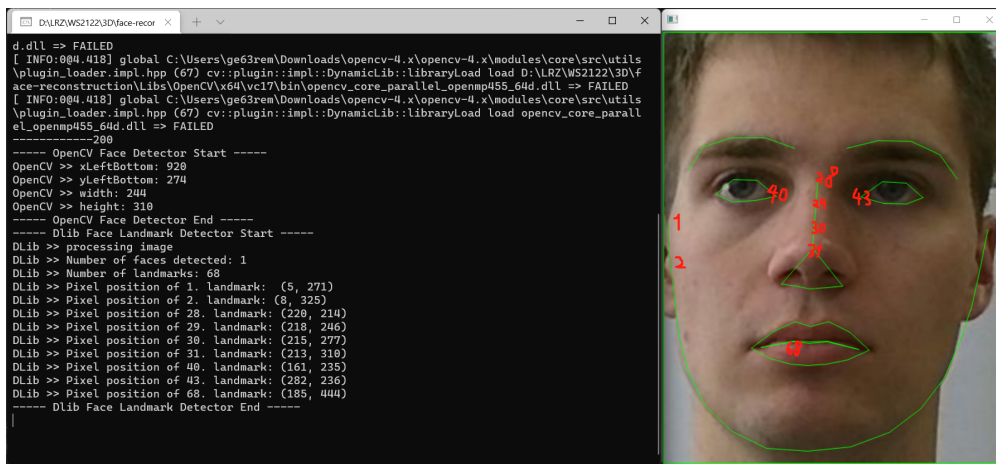 D:\LRZ\WS2122\3D\face-recor
d.dll => FAILED
[ INFO:0@4.418] global C:\Users\ge63rem\Downloads\opencv-4.x\opencv-4.x\modules\core\src\utils
\plugin_loader.impl.hpp (67) cv::plugin::impl::DynamicLib::libraryLoad load D:\LRZ\WS2122\3D\f
ace-reconstruction\Libs\OpenCV\x64\vc17\bin\opencv_core_parallel_openmp455_64d.dll => FAILED
[ INFO:0@4.418] global C:\Users\ge63rem\Downloads\opencv-4.x\opencv-4.x\modules\core\src\utils
\plugin_loader.impl.hpp (67) cv::plugin::impl::DynamicLib::libraryLoad load opencv_core_parall
el_openmp455_64d.dll => FAILED
------------200
----- OpenCV Face Detector Start -----
OpenCV >> xLeftBottom: 920
OpenCV >> yLeftBottom: 274
OpenCV >> width: 244
OpenCV >> height: 310
----- OpenCV Face Detector End -----
----- Dlib Face Landmark Detector Start -----
DLib >> processing image
DLib >> Number of faces detected: 1
DLib >> Number of landmarks: 68
DLib >> Pixel position of 1. landmark:  (5, 271)
DLib >> Pixel position of 2. landmark: (8, 325)
DLib >> Pixel position of 28. landmark: (220, 214)
DLib >> Pixel position of 29. landmark: (218, 246)
DLib >> Pixel position of 30. landmark: (215, 277)
DLib >> Pixel position of 31. landmark: (213, 310)
DLib >> Pixel position of 40. landmark: (161, 235)
DLib >> Pixel position of 43. landmark: (282, 236)
DLib >> Pixel position of 68. landmark: (185, 444)
----- Dlib Face Landmark Detector End -----
28
40
29
43
1
30
31
2
68